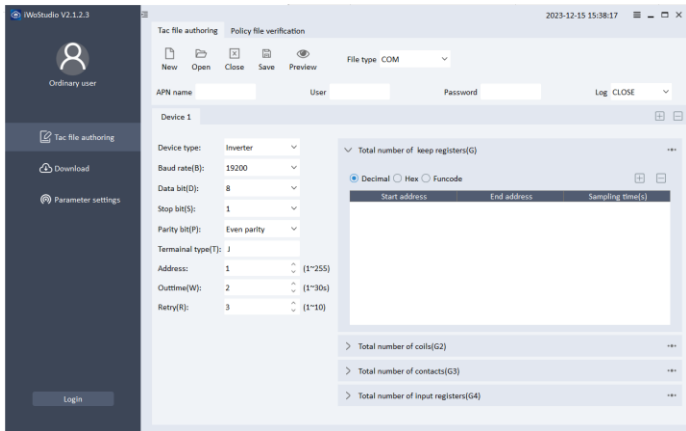 iWoStudio V2.1.2.3
2023-12-15 15:38:17
Ordinary user
Tac file authoring
Download
Parameter settings
Login
Tac file authoring Policy file verification
New Open Close Save Preview File type COM
APN name User Password Log CLOSE
Device 1
Device type: Inverter
Baud rate(B): 19200
Data bit(D): 8
Stop bit(S): 1
Parity bit(P): Even parity
Termainal type(T): J
Address: 1 (1~255)
Outtime(W): 2 (1~30s)
Retry(R): 3 (1~10)
Total number of keep registers(G)
Decimal Hex Funcode
Start address End address Sampling time(s)
Total number of coils(G2)
Total number of contacts(G3)
Total number of input registers(G4)